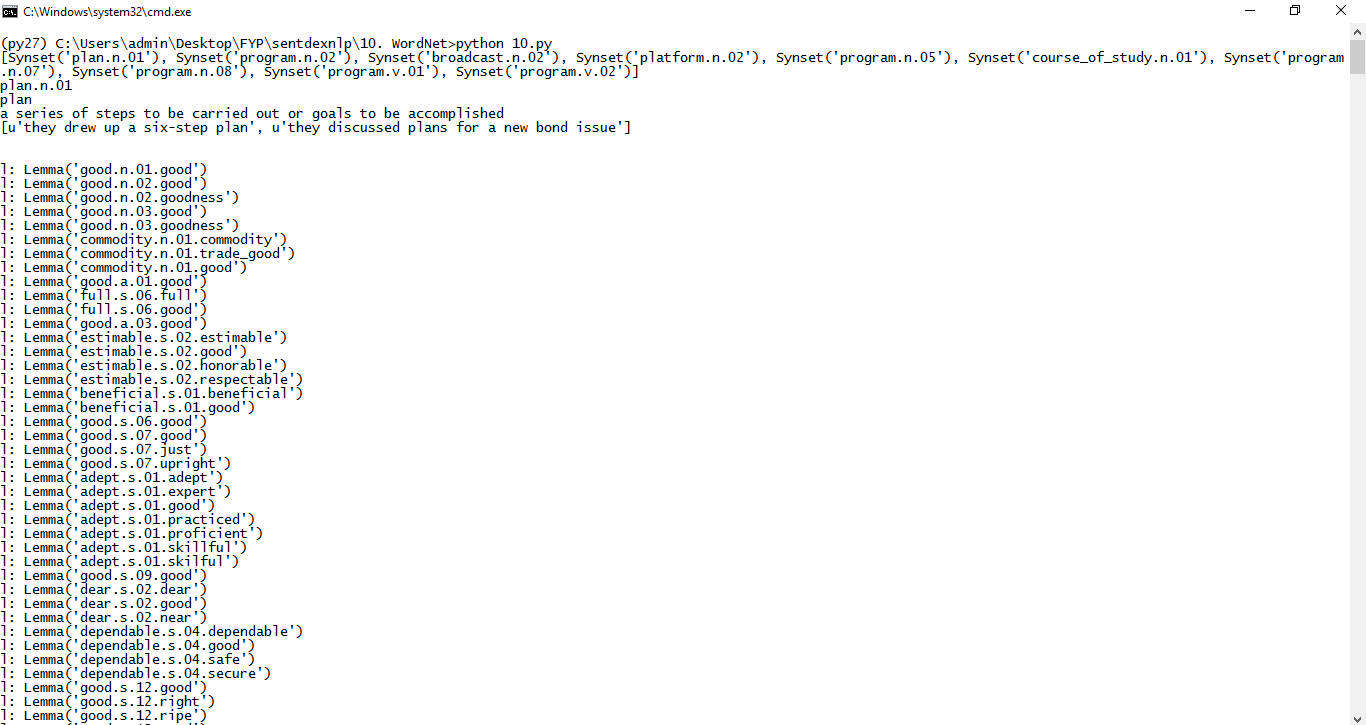 C:\Windows\system32\cmd.exe
(py27) C:\Users\admin\Desktop\FYP\sentdexnlp\10. WordNet>python 10.py
[Synset('plan.n.01'), Synset('program.n.02'), Synset('broadcast.n.02'), Synset('platform.n.02'), Synset('program.n.05'), Synset('course_of_study.n.01'), Synset('program
.n.07'), Synset('program.n.08'), Synset('program.v.01'), Synset('program.v.02')]
plan.n.01
plan
a series of steps to be carried out or goals to be accomplished
[u'they drew up a six-step plan', u'they discussed plans for a new bond issue']
l: Lemma('good.n.01.good')
l: Lemma('good.n.02.good')
l: Lemma('good.n.02.goodness')
l: Lemma('good.n.03.good')
l: Lemma('good.n.03.goodness')
l: Lemma('commodity.n.01.commodity')
l: Lemma('commodity.n.01.trade_good')
l: Lemma('commodity.n.01.good')
l: Lemma('good.a.01.good')
l: Lemma('full.s.06.full')
l: Lemma('full.s.06.good')
l: Lemma('good.a.03.good')
l: Lemma('estimable.s.02.estimable')
l: Lemma('estimable.s.02.good')
l: Lemma('estimable.s.02.honorable')
l: Lemma('estimable.s.02.respectable')
l: Lemma('beneficial.s.01.beneficial')
l: Lemma('beneficial.s.01.good')
l: Lemma('good.s.06.good')
l: Lemma('good.s.07.good')
l: Lemma('good.s.07.just')
l: Lemma('good.s.07.upright')
l: Lemma('adept.s.01.adept')
l: Lemma('adept.s.01.expert')
l: Lemma('adept.s.01.good')
l: Lemma('adept.s.01.practiced')
l: Lemma('adept.s.01.proficient')
l: Lemma('adept.s.01.skillful')
l: Lemma('adept.s.01.skilful')
l: Lemma('good.s.09.good')
l: Lemma('dear.s.02.dear')
l: Lemma('dear.s.02.good')
l: Lemma('dear.s.02.near')
l: Lemma('dependable.s.04.dependable')
l: Lemma('dependable.s.04.good')
l: Lemma('dependable.s.04.safe')
l: Lemma('dependable.s.04.secure')
l: Lemma('good.s.12.good')
l: Lemma('good.s.12.right')
l: Lemma('good.s.12.ripe')